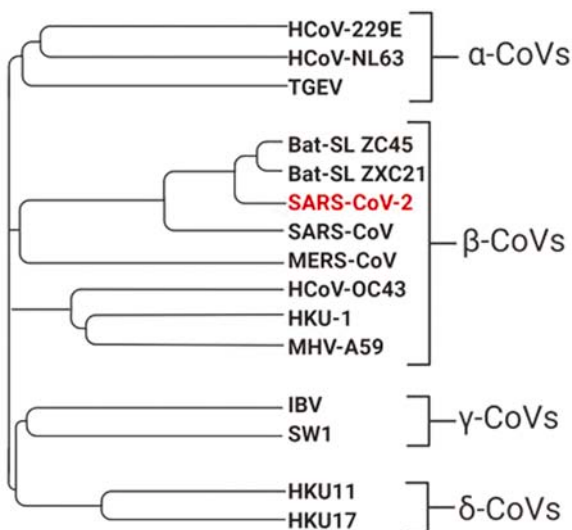 HCoV-229E
HCoV-NL63
TGEV
α-CoVs
Bat-SL ZC45
Bat-SL ZXC21
SARS-CoV-2
SARS-CoV
MERS-CoV
HCoV-OC43
HKU-1
MHV-A59
β-CoVs
IBV
SW1
γ-CoVs
HKU11
HKU17
δ-CoVs